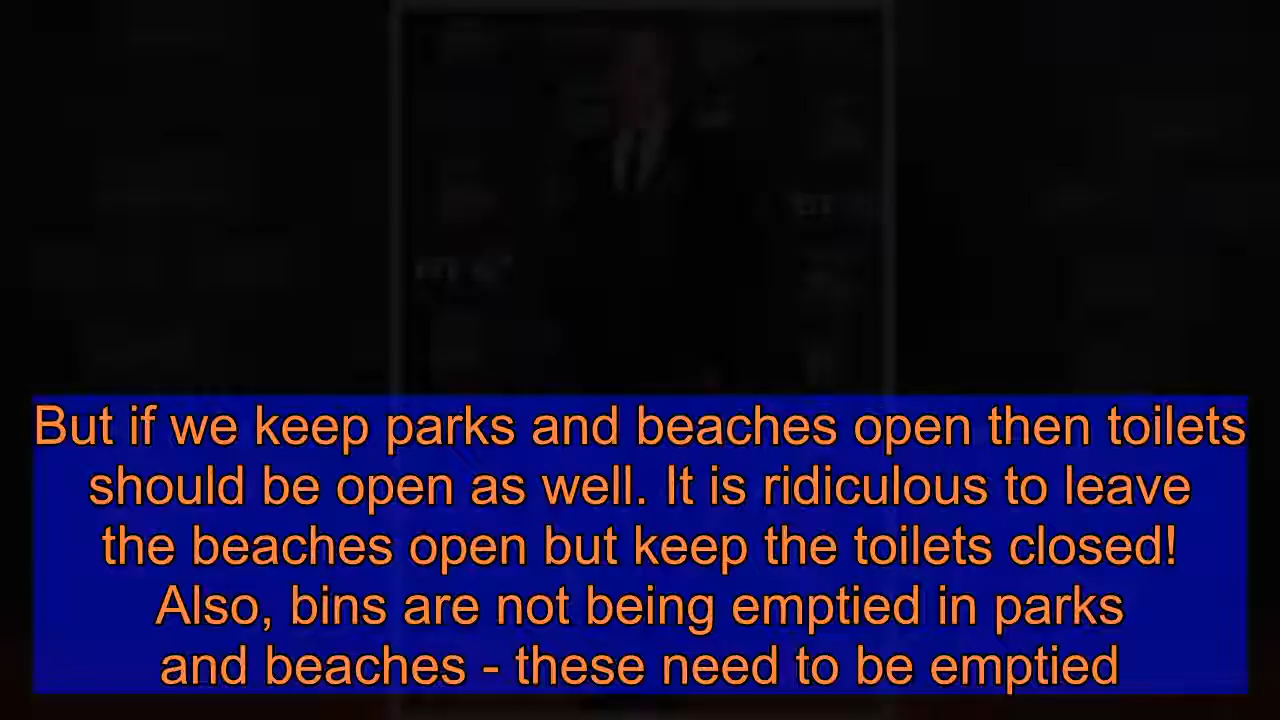 But if we keep parks and beaches open then toilets
should be open as well. It is ridiculous to leave
the beaches open but keep the toilets closed!
Also, bins are not being emptied in parks
and beaches - these need to be emptied